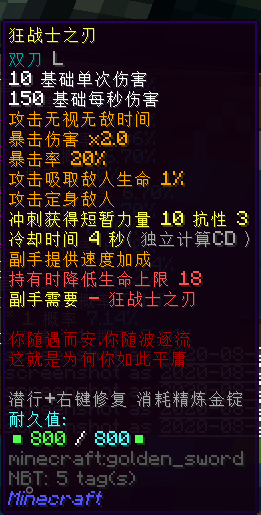 狂战士之刃
双刀 L
10 基础单次伤害
150 基础每秒伤害
攻击无视无敌时间
暴击伤害 x2.0
暴击率 20%
攻击吸取敌人生命 1%
攻击定身敌人
冲刺获得短暂力量 10 抗性 3
冷却时间 4 秒( 独立计算CD )
副手提供速度加成
持有时降低生命上限 18
副手需要 - 狂战士之刃
你随遇而安,你随波逐流
这就是为何你如此平庸
潜行+右键修复 消耗精炼金锭
耐久值:
800 / 800
minecraft:golden_sword
NBT: 5 tag(s)
Minecraft